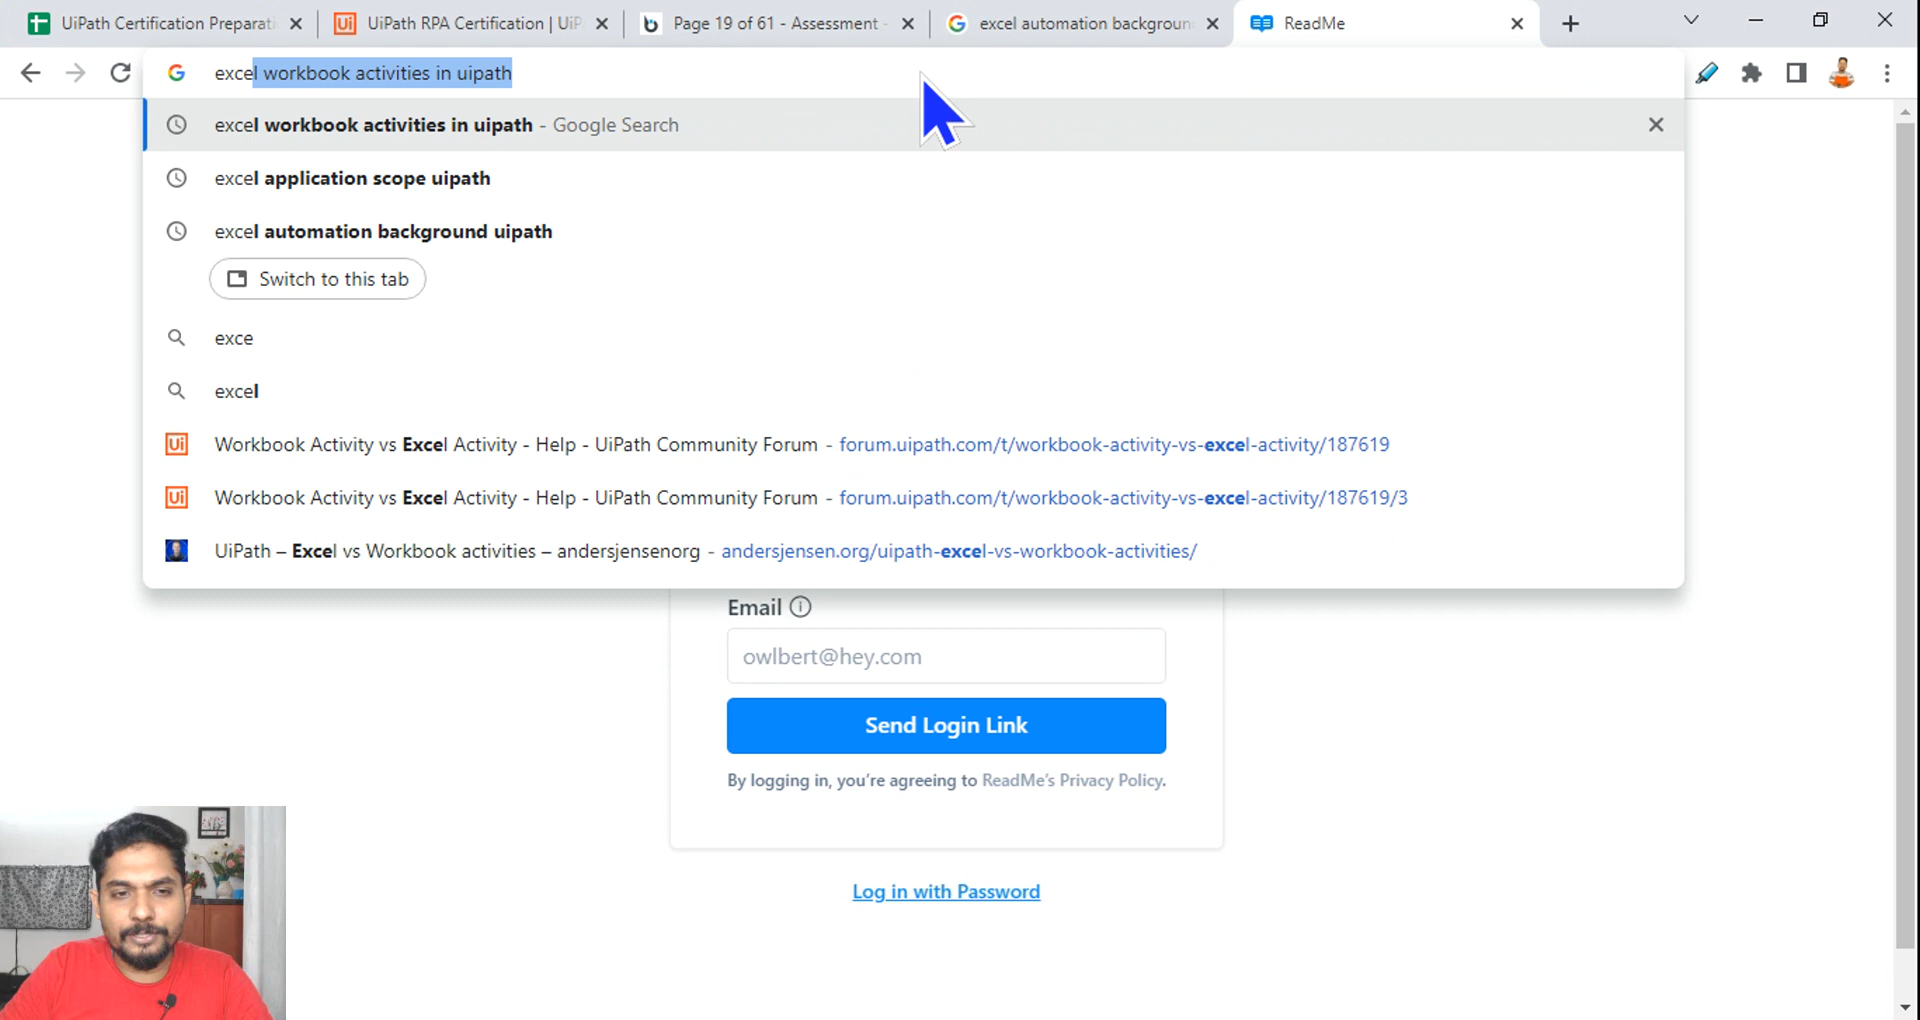 UiPath Certification Preparati
UiPath RPA Certification | UiP
Page 19 of 61 - Assessment -
excel automation background
ReadMe
excel workbook activities in uipath
excel workbook activities in uipath - Google Search
excel application scope uipath
excel automation background uipath
Switch to this tab
exce
excel
Workbook Activity vs Excel Activity - Help - UiPath Community Forum - forum.uipath.com/t/workbook-activity-vs-excel-activity/187619
Workbook Activity vs Excel Activity - Help - UiPath Community Forum - forum.uipath.com/t/workbook-activity-vs-excel-activity/187619/3
UiPath – Excel vs Workbook activities – andersjensenorg - andersjensen.org/uipath-excel-vs-workbook-activities/
Email
owlbert@hey.com
Send Login Link
By logging in, you're agreeing to ReadMe's Privacy Policy.
Log in with Password